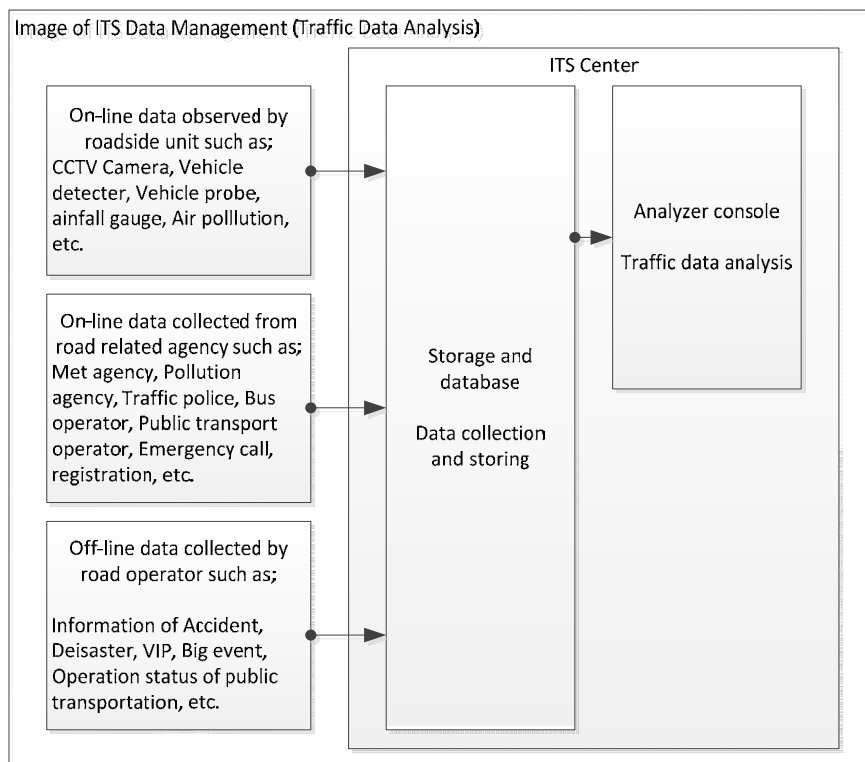 Image of ITS Data Management (Traffic Data Analysis)
ITS Center
On-line data observed by
roadside unit such as;
CCTV Camera, Vehicle
detecter, Vehicle probe,
ainfall gauge, Air polllution,
etc.
On-line data collected from
road related agency such as;
Met agency, Pollution
agency, Traffic police, Bus
operator, Public transport
operator, Emergency call,
registration, etc.
Off-line data collected by
road operator such as;
Information of Accident,
Deisaster, VIP, Big event,
Operation status of public
transportation, etc.
Storage and
database
Data collection
and storing
Analyzer console
Traffic data analysis